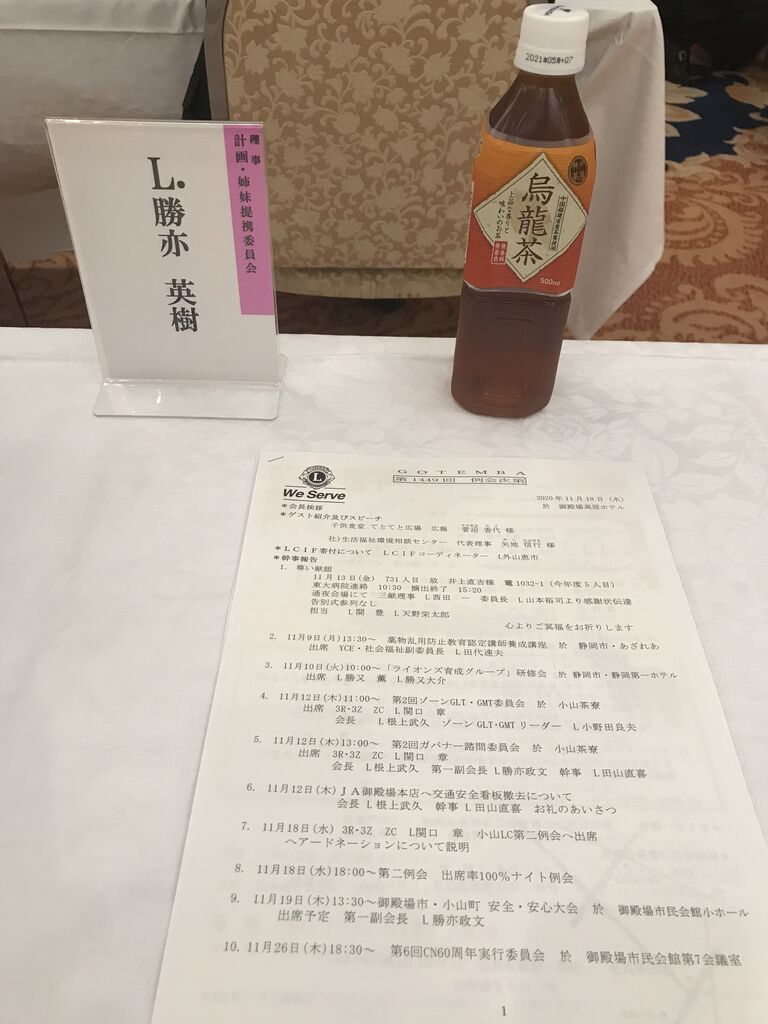 理事
計画・姉妹提携委員会
L.勝亦 英樹
2021年05月+07
烏龍茶
上品な香りと
味わいのお茶
中国福建省産茶葉使用
500ml
GOTEMBA
第1449回 例会次第
We Serve
2020年11月18日(水)
於 御殿場高原ホテル
*会長挨拶
*ゲスト紹介及びスピーチ
子供食堂 てとてと広場 広報 菅沼 香代 様
社)生活福祉環境相談センター 代表理事 矢地 信行 様
*LCIF寄付について LCIFコーディネーター L外山恵市
*幹事報告
1. 尊い献眼
11月13日(金) 731人目 故 井上直吉様 竈1032-1 (今年度5人目)
東大病院連絡 10:30 摘出終了 15:20
通夜会場にて 三献理事 L西田 一 委員長 L山本裕司より感謝状伝達
告別式参列なし
担当 L関 豊 L天野栄太郎
心よりご冥福をお祈りします
2. 11月9日(月)13:30~ 薬物乱用防止教育認定講師養成講座 於 静岡市・あざれあ
出席 YCE・社会福祉副委員長 L田代速夫
3. 11月10日(火)10:00~「ライオンズ育成グループ」研修会 於 静岡市・静岡第一ホテル
出席 L勝又 薫 L勝又大介
4. 11月12日(木)11:00~ 第2回ゾーンGLT・GMT委員会 於 小山茶寮
出席 3R・3Z ZC L関口 章
会長 L根上武久 ゾーンGLT・GMTリーダー L小野田良夫
5. 11月12日(木)13:00~ 第2回ガバナー諮問委員会 於 小山茶寮
出席 3R・3Z ZC L関口 章
会長 L根上武久 第一副会長 L勝亦政文 幹事 L田山直喜
6. 11月12日(木)JA御殿場本店へ交通安全看板撤去について
会長 L根上武久 幹事 L田山直喜 お礼のあいさつ
7. 11月18日(水) 3R・3Z ZC L関口 章 小山LC第二例会へ出席
ヘアードネーションについて説明
8. 11月18日(水)18:00~第二例会 出席率100%ナイト例会
9. 11月19日(木)13:30~御殿場市・小山町 安全・安心大会 於 御殿場市民会館小ホール
出席予定 第一副会長 L勝亦政文
10. 11月26日(木)18:30~ 第6回CN60周年実行委員会 於 御殿場市民会館第7会議室
1